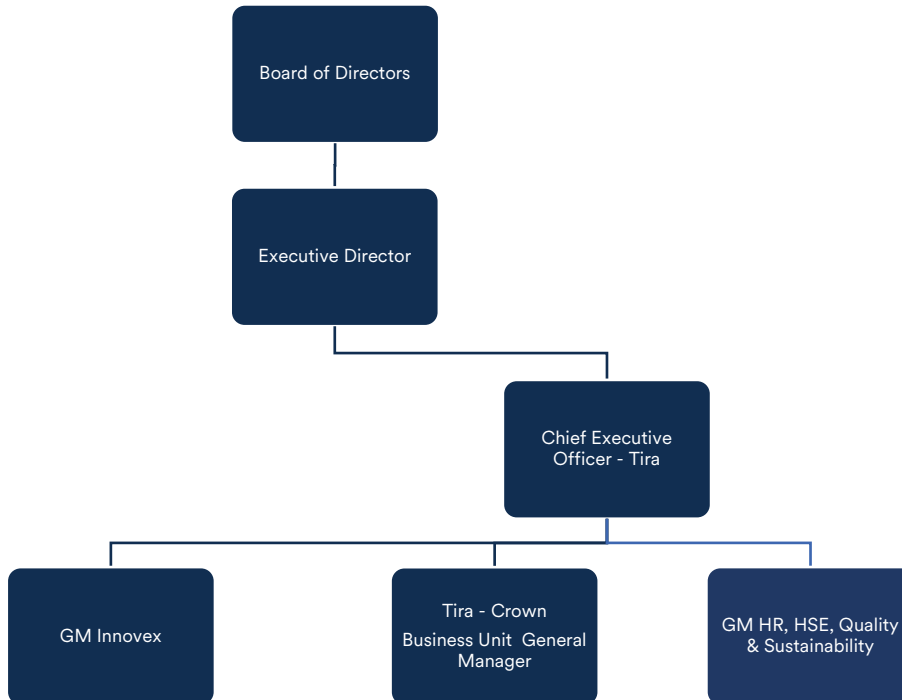 Board of Directors
Executive Director
Chief Executive
Officer - Tira
GM Innovex
Tira - Crown
Business Unit  General
Manager
GM HR, HSE, Quality
& Sustainability